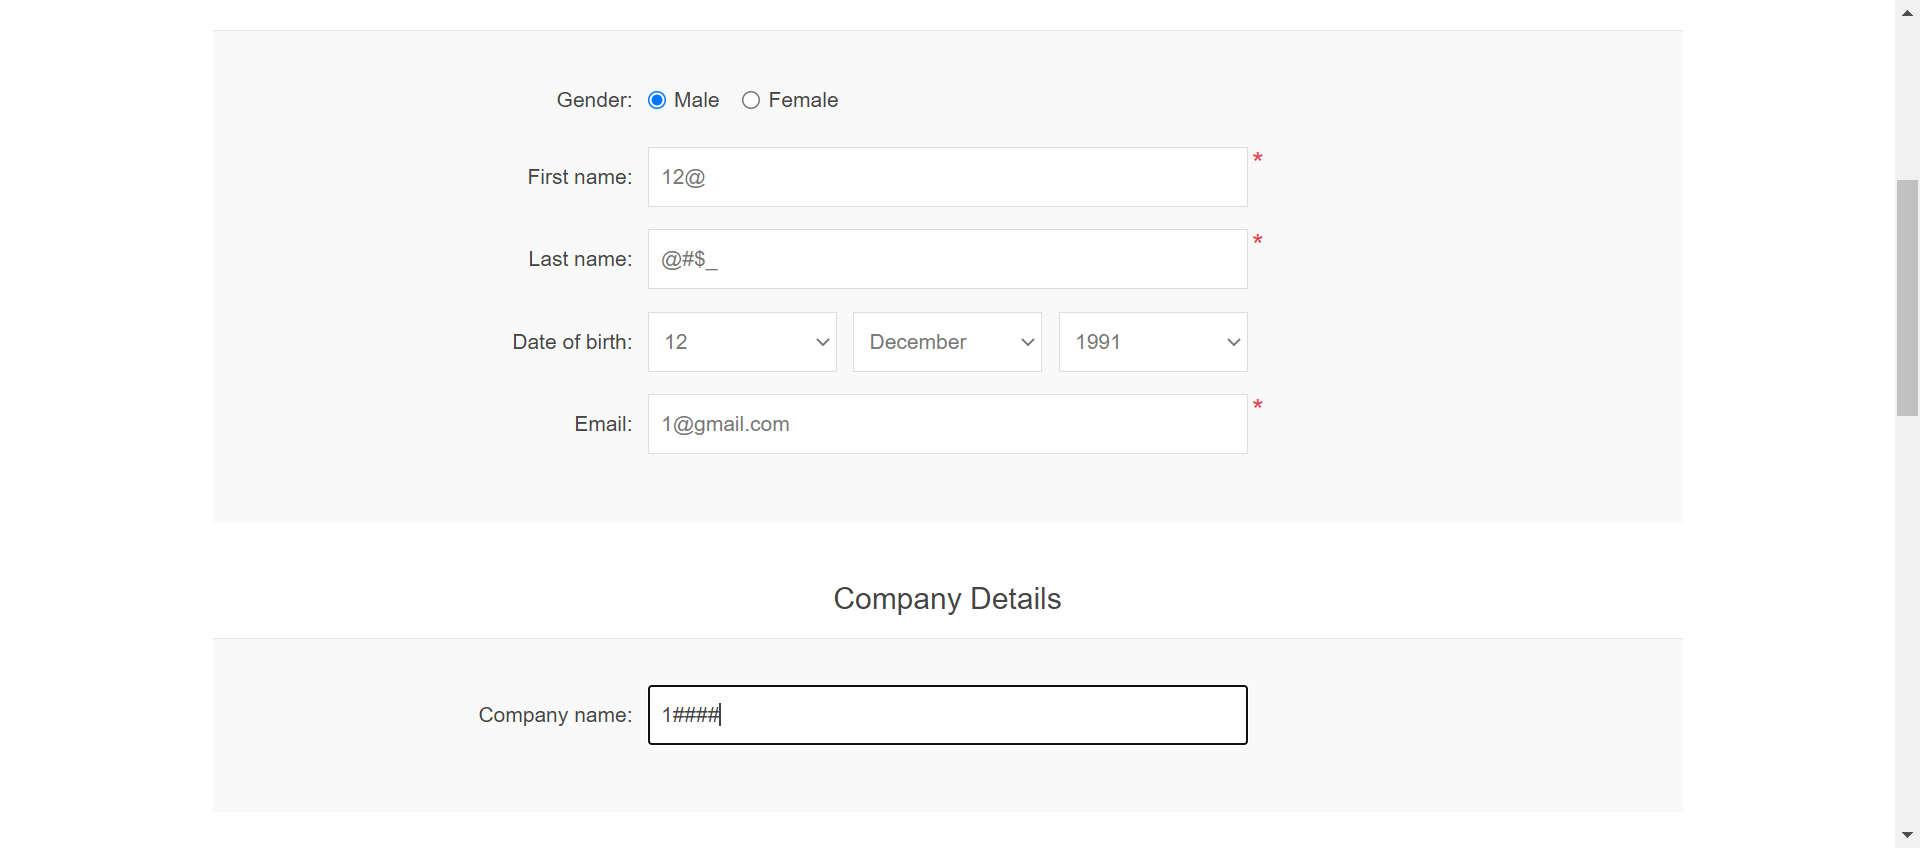 Gender: Male Female
First name: 12@ *
Last name: @#$_ *
Date of birth: 12 December 1991
Email: 1@gmail.com *
Company Details
Company name: 1####